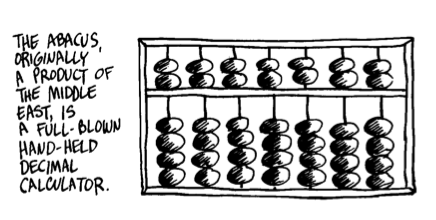 THE ABACUS,
ORIGINALLY
A PRODUCT OF
THE MIDDLE
EAST, IS
A FULL-BLOWN
HAND-HELD
DECIMAL
CALCULATOR.